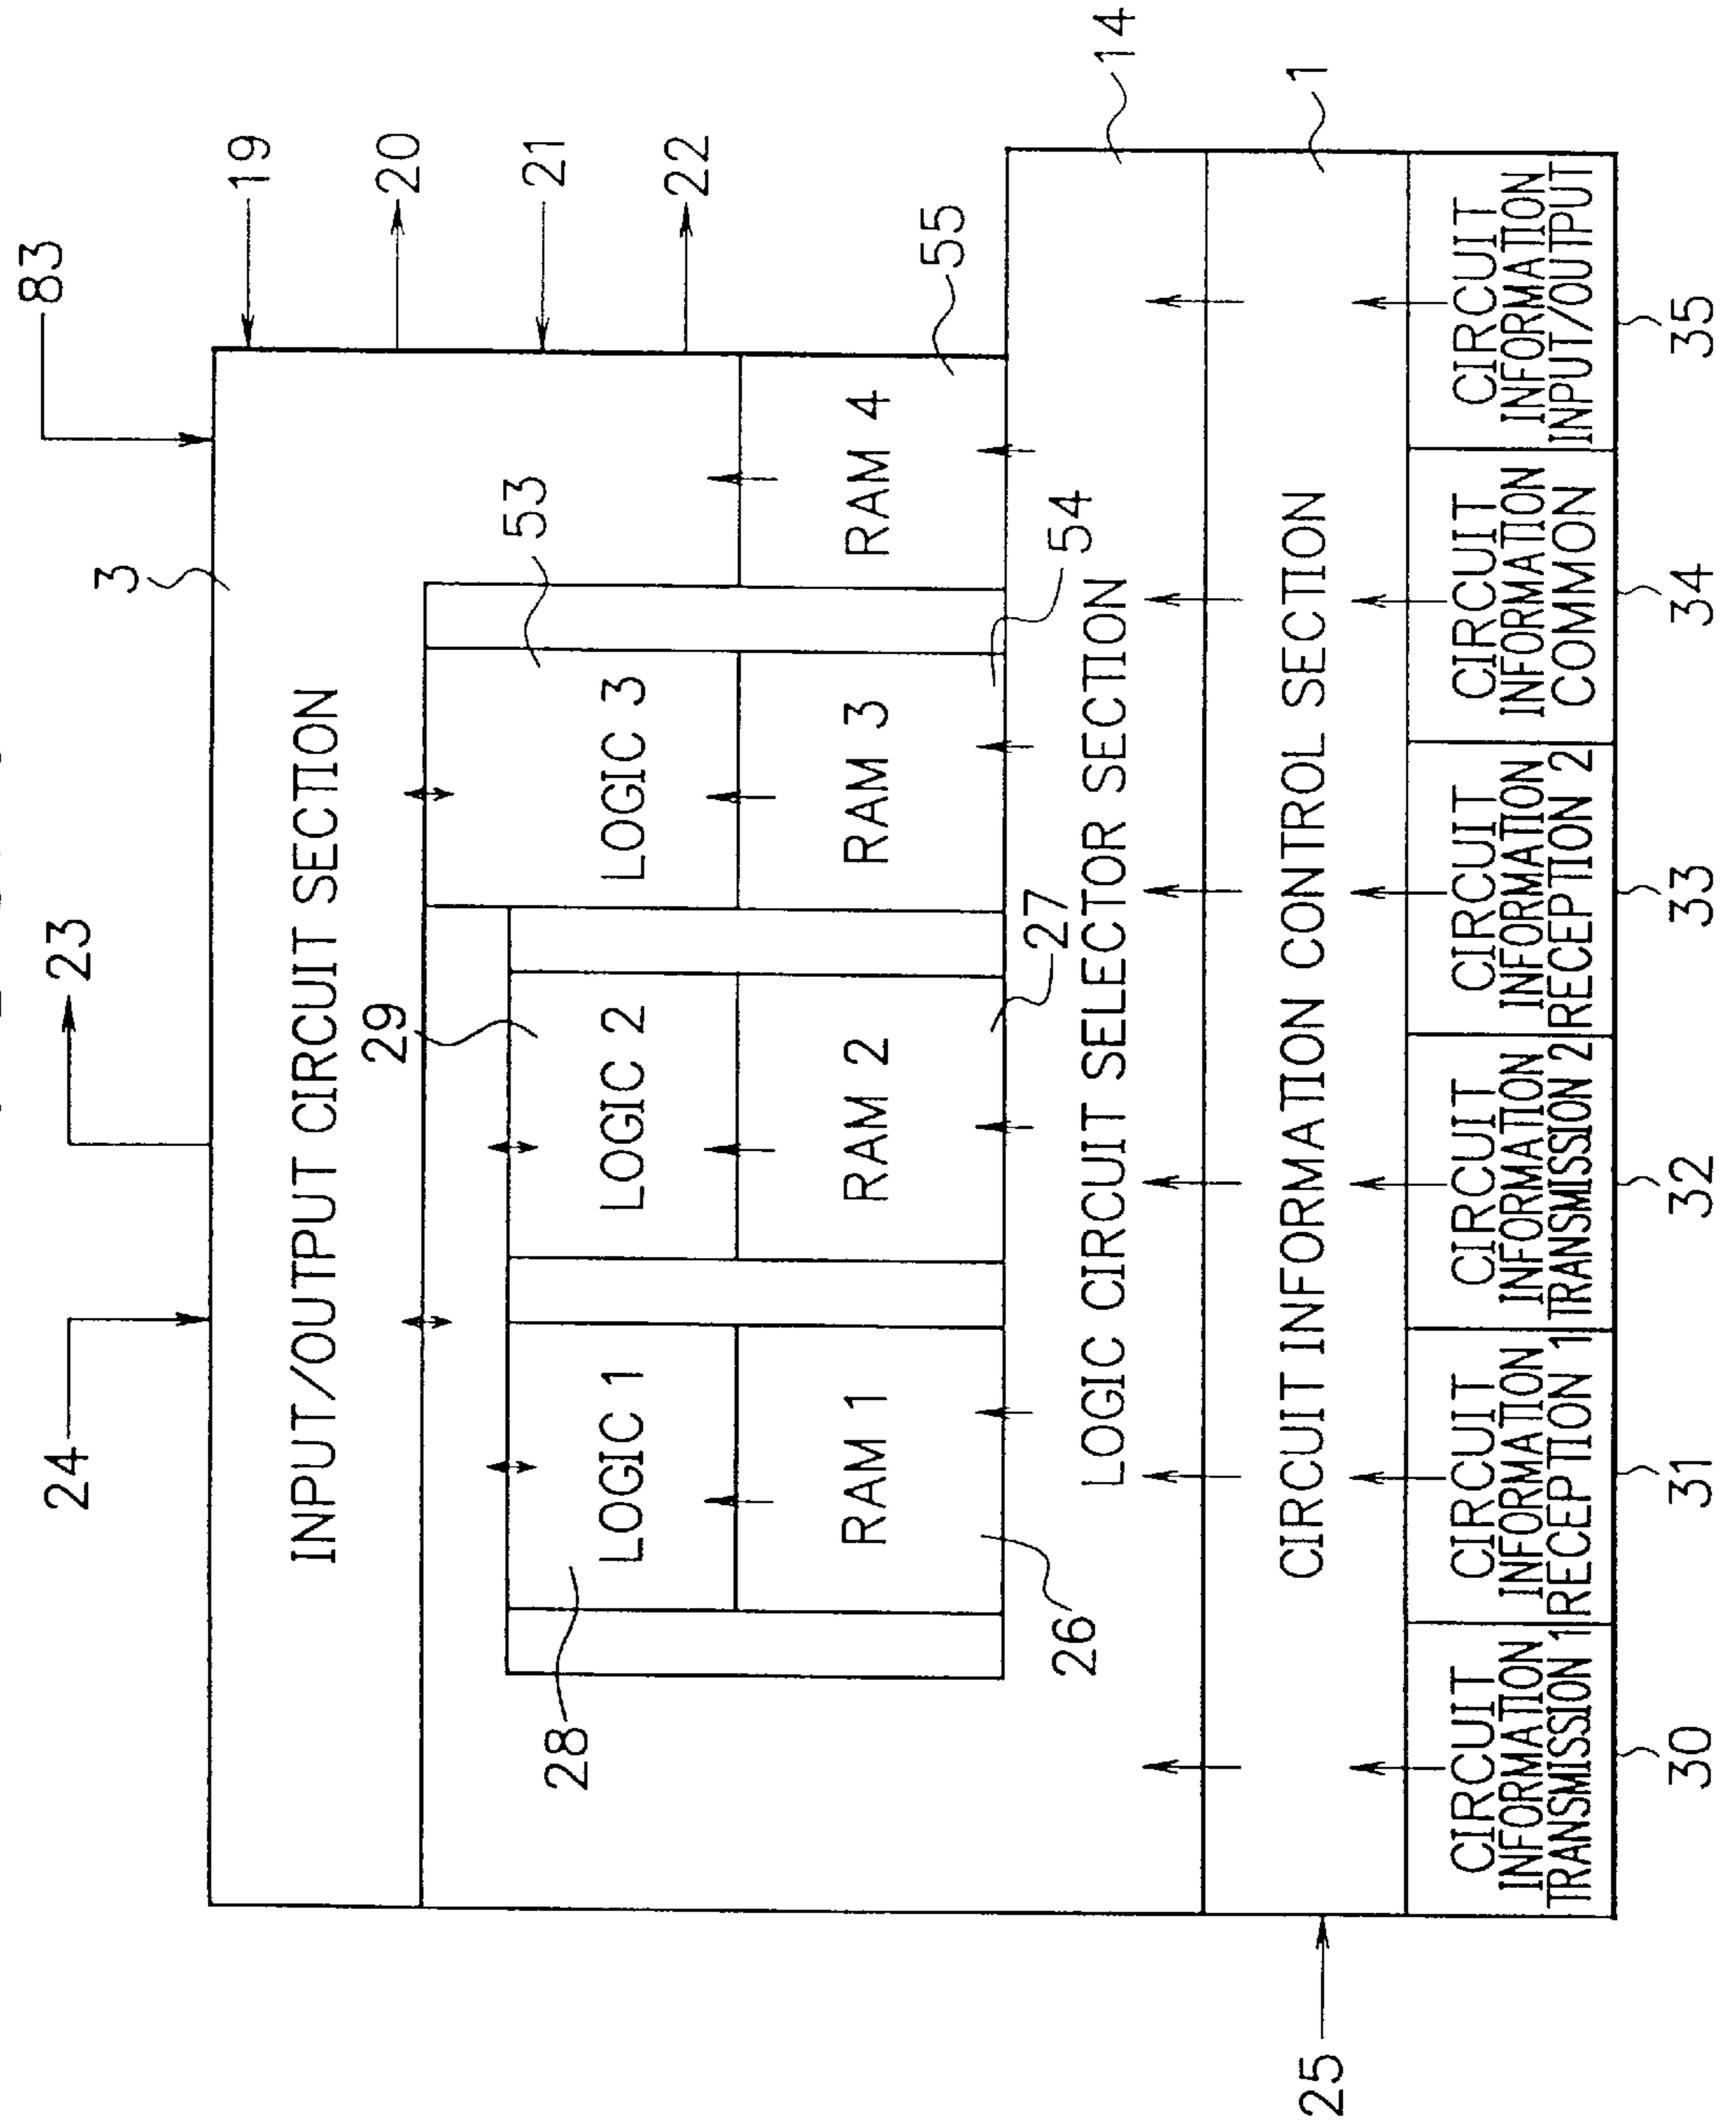 83
24
23
3
19
20
21
22
INPUT/OUTPUT CIRCUIT SECTION
29
53
55
28
LOGIC 1
LOGIC 2
LOGIC 3
RAM 1
RAM 2
RAM 3
RAM 4
26
27
54
14
LOGIC CIRCUIT SELECTOR SECTION
25
CIRCUIT INFORMATION CONTROL SECTION
1
CIRCUIT
INFORMATION
TRANSMISSION 1
CIRCUIT
INFORMATION
RECEPTION 1
CIRCUIT
INFORMATION
TRANSMISSION 2
CIRCUIT
INFORMATION
RECEPTION 2
CIRCUIT
INFORMATION
COMMON
CIRCUIT
INFORMATION
INPUT/OUTPUT
30
31
32
33
34
35